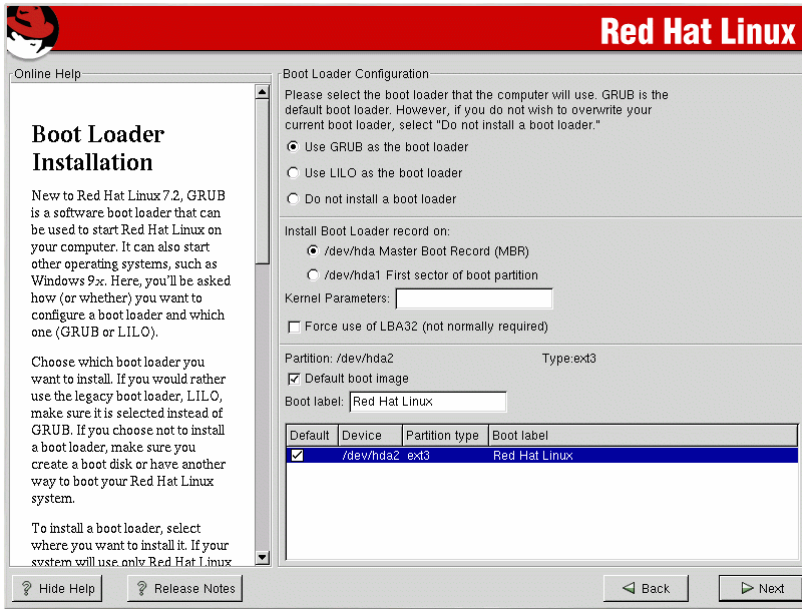 Red Hat Linux
Online Help
Boot Loader
Installation
New to Red Hat Linux 7.2, GRUB
is a software boot loader that can
be used to start Red Hat Linux on
your computer. It can also start
other operating systems, such as
Windows 9x. Here, you'll be asked
how (or whether) you want to
configure a boot loader and which
one (GRUB or LILO).
Choose which boot loader you
want to install. If you would rather
use the legacy boot loader, LILO,
make sure it is selected instead of
GRUB. If you choose not to install
a boot loader, make sure you
create a boot disk or have another
way to boot your Red Hat Linux
system.
To install a boot loader, select
where you want to install it. If your
system will use only Red Hat Linux
Boot Loader Configuration
Please select the boot loader that the computer will use. GRUB is the
default boot loader. However, if you do not wish to overwrite your
current boot loader, select "Do not install a boot loader."
Use GRUB as the boot loader
Use LILO as the boot loader
Do not install a boot loader
Install Boot Loader record on:
/dev/hda Master Boot Record (MBR)
/dev/hda1 First sector of boot partition
Kernel Parameters:
Force use of LBA32 (not normally required)
Partition: /dev/hda2 Type:ext3
Default boot image
Boot label: Red Hat Linux
Default Device Partition type Boot label
/dev/hda2 ext3 Red Hat Linux
Hide Help Release Notes Back Next